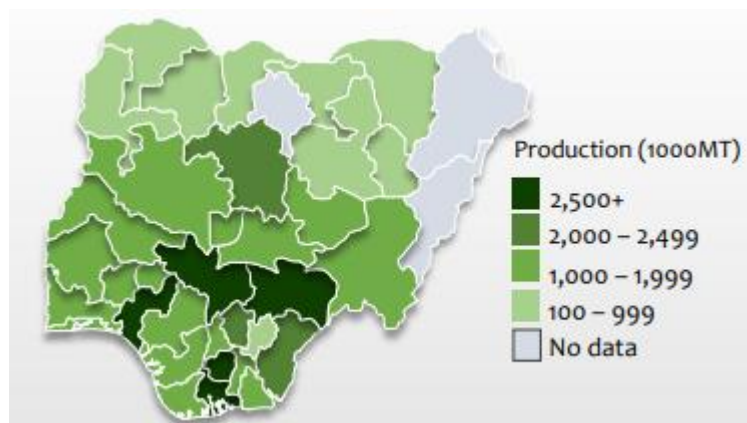 Production (1000MT)
2,500+
2,000 – 2,499
1,000 – 1,999
100 – 999
No data